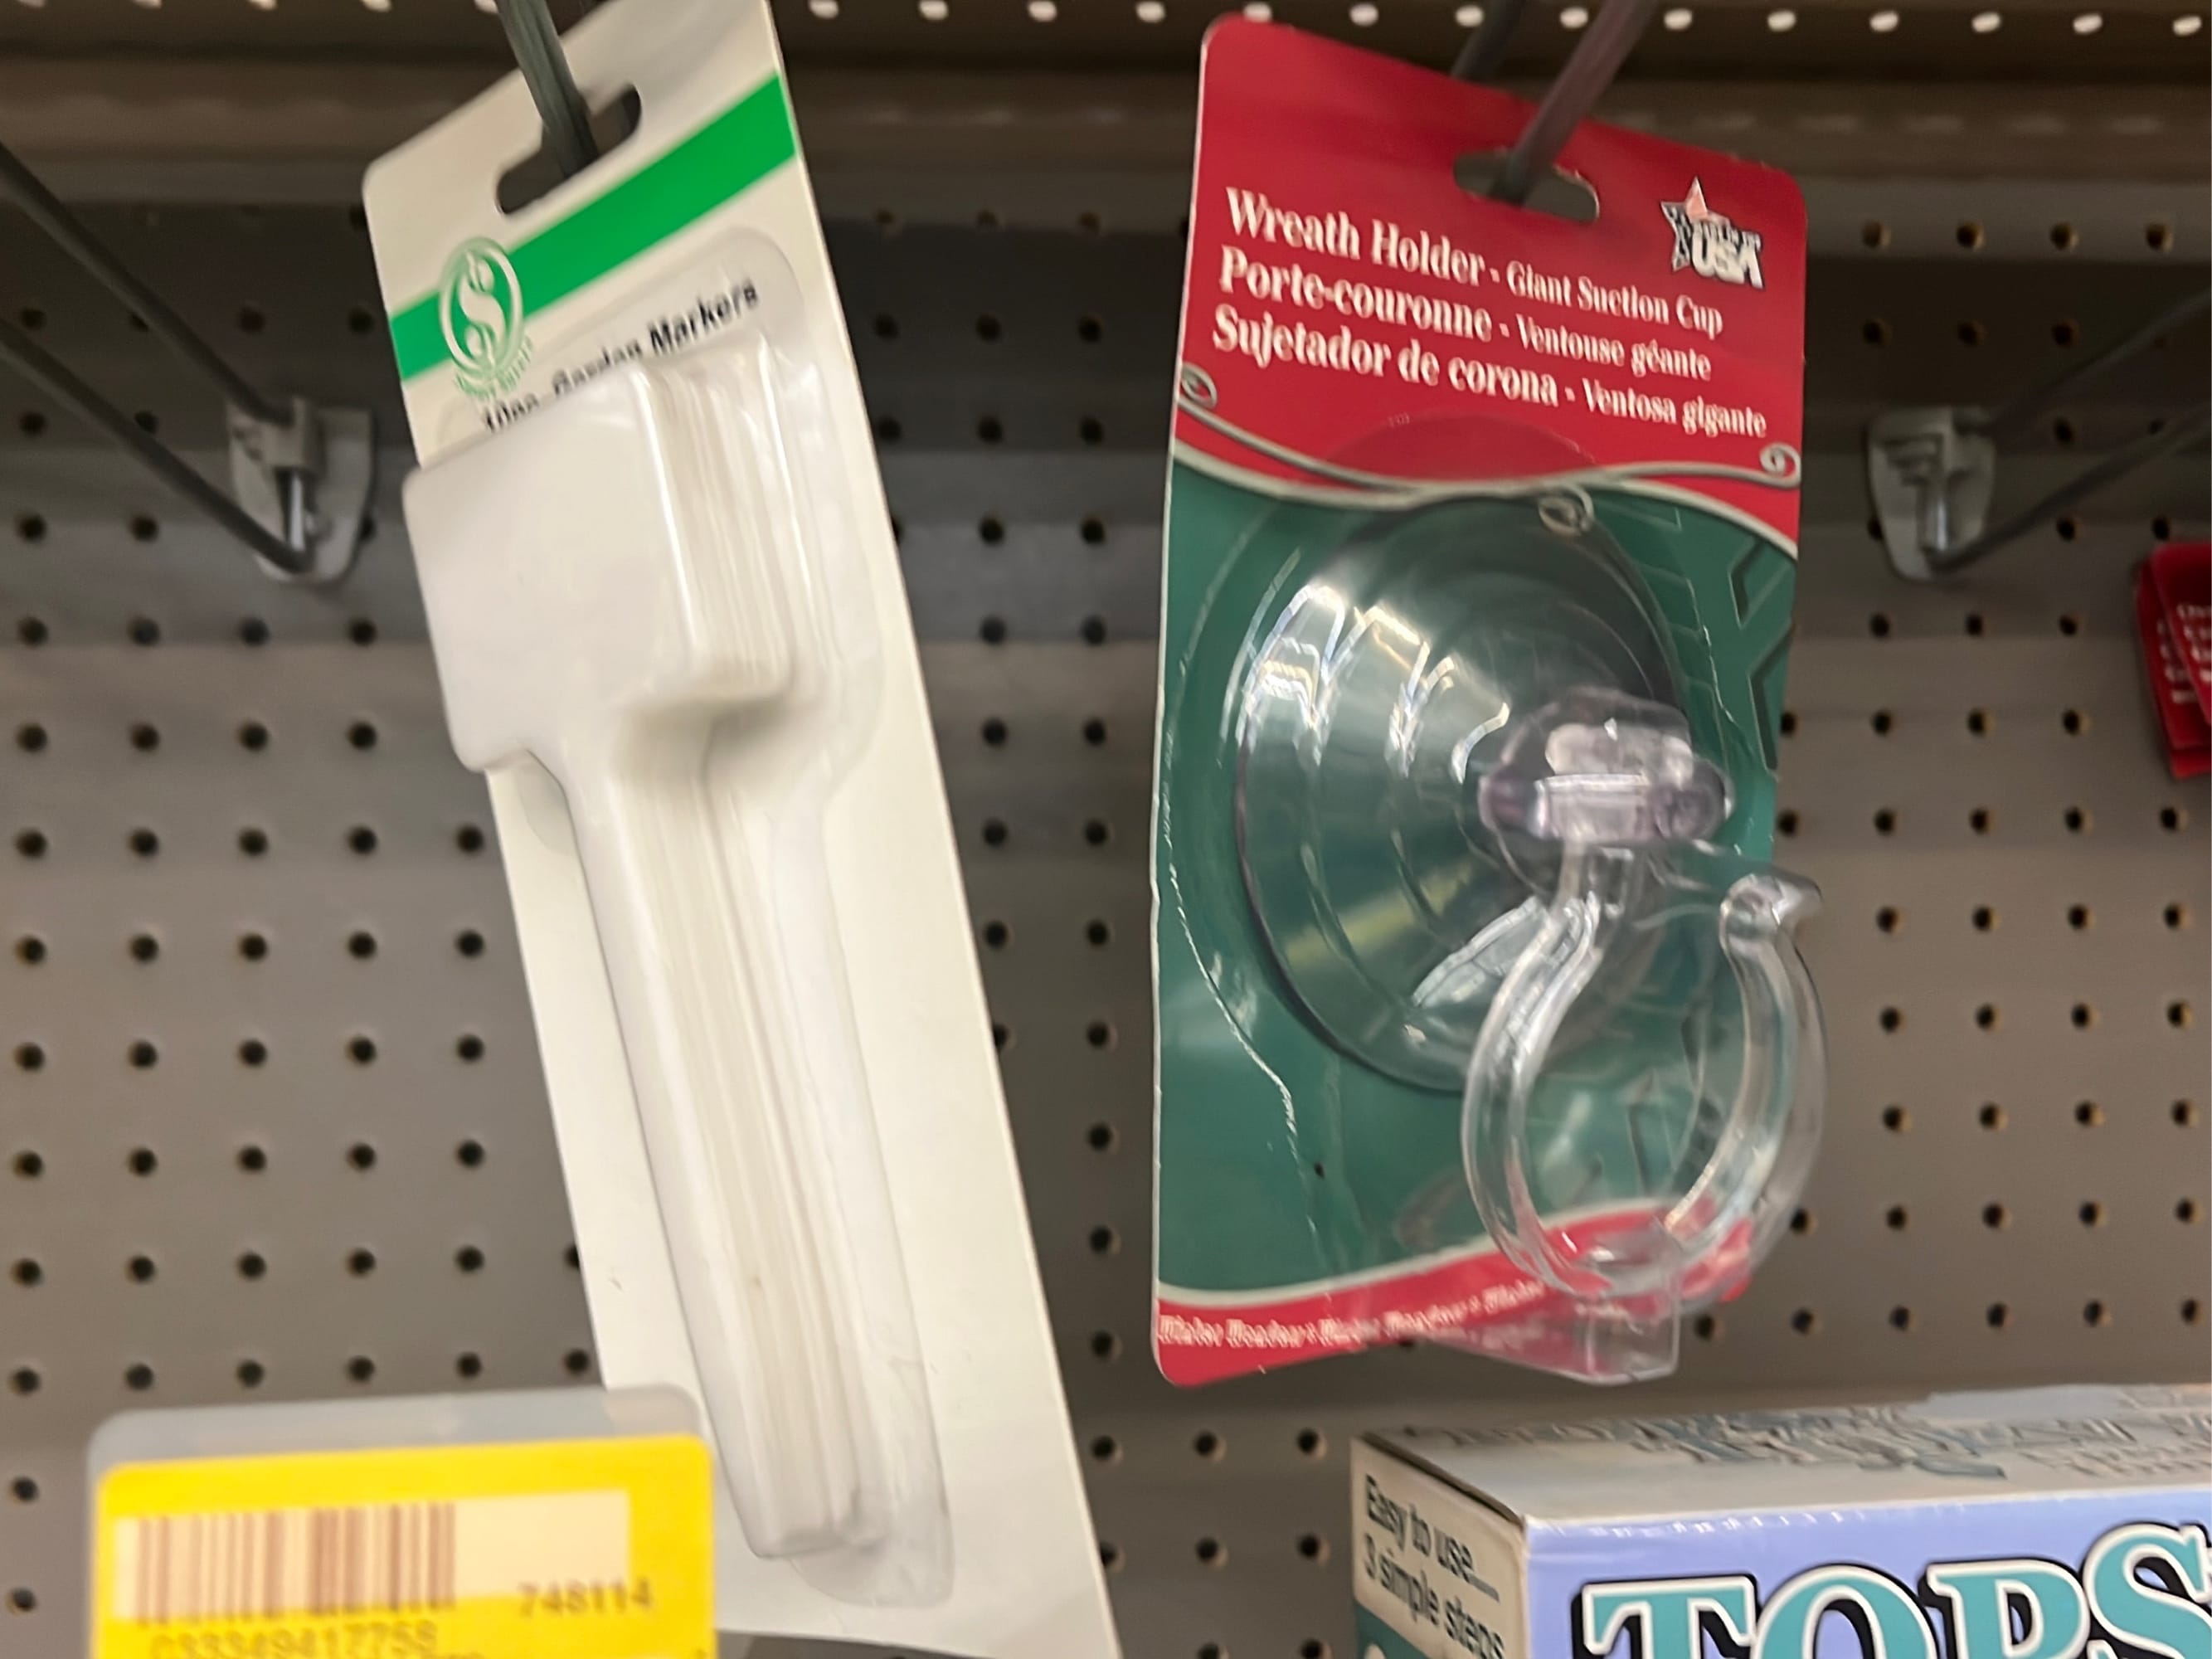 10pc. Garden Markers
Wreath Holder - Giant Suction Cup
Porte-couronne - Ventouse géante
Sujetador de corona - Ventosa gigante
USA
748114
Easy to use...
3 simple steps
TOPS